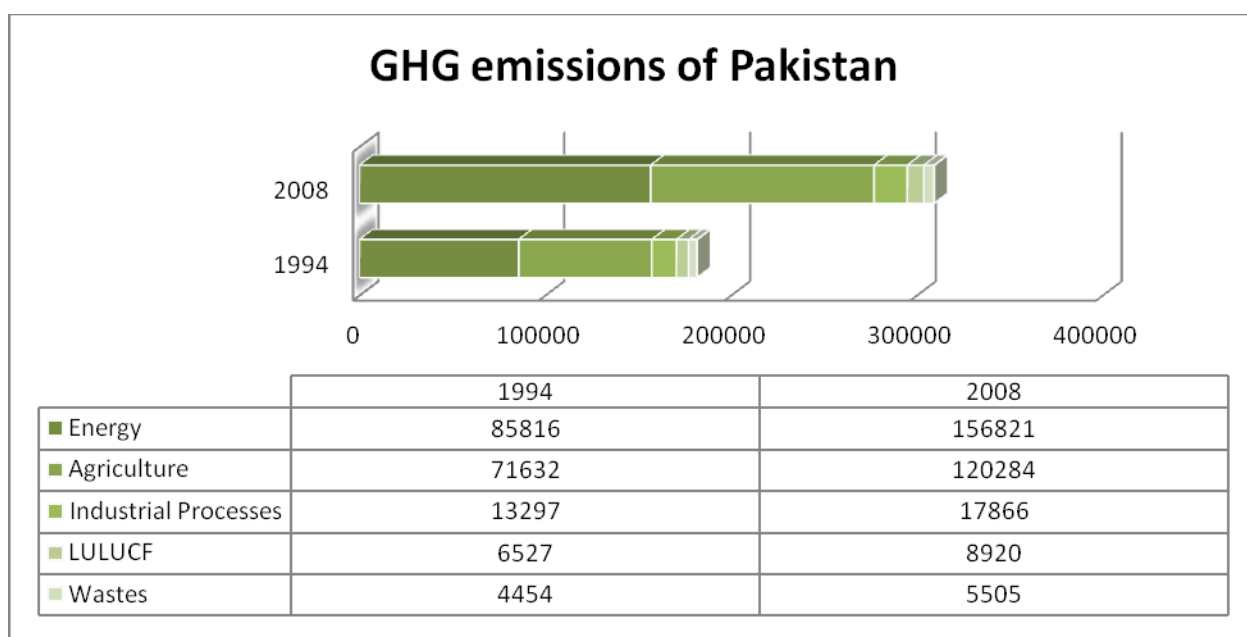 GHG emissions of Pakistan
2008
1994
0 100000 200000 300000 400000
1994 2008
Energy 85816 156821
Agriculture 71632 120284
Industrial Processes 13297 17866
LULUCF 6527 8920
Wastes 4454 5505